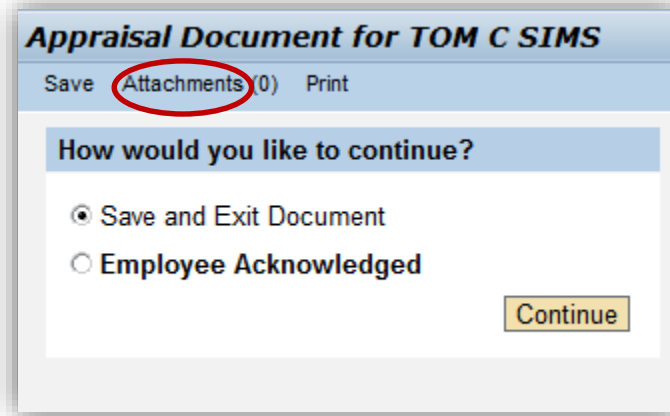 Appraisal Document for TOM C SIMS
Save Attachments (0) Print
How would you like to continue?
Save and Exit Document
Employee Acknowledged
Continue